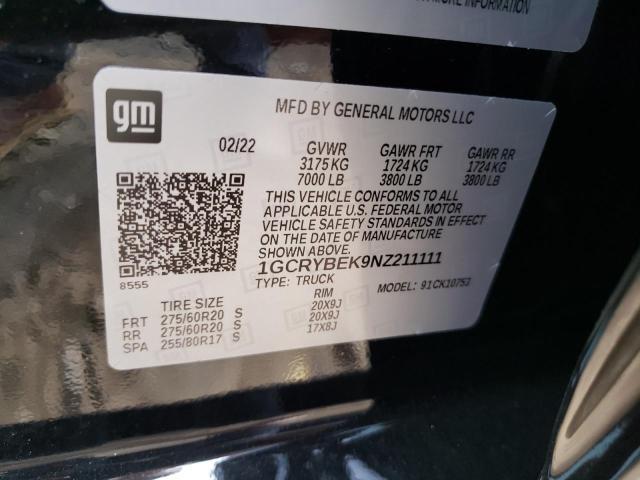 MORE INFORMATION
gm
MFD BY GENERAL MOTORS LLC
02/22 GVWR GAWR FRT GAWR RR
3175 KG 1724 KG 1724 KG
7000 LB 3800 LB 3800 LB
THIS VEHICLE CONFORMS TO ALL
APPLICABLE U.S. FEDERAL MOTOR
VEHICLE SAFETY STANDARDS IN
EFFECT ON THE DATE OF MANUFACTURE
SHOWN ABOVE.
1GCRYBEK9NZ211111
8555
TYPE: TRUCK MODEL: 91CK10753
TIRE SIZE RIM
FRT 275/60R20 S 20X9J
RR 275/60R20 S 20X9J
SPA 255/80R17 S 17X8J